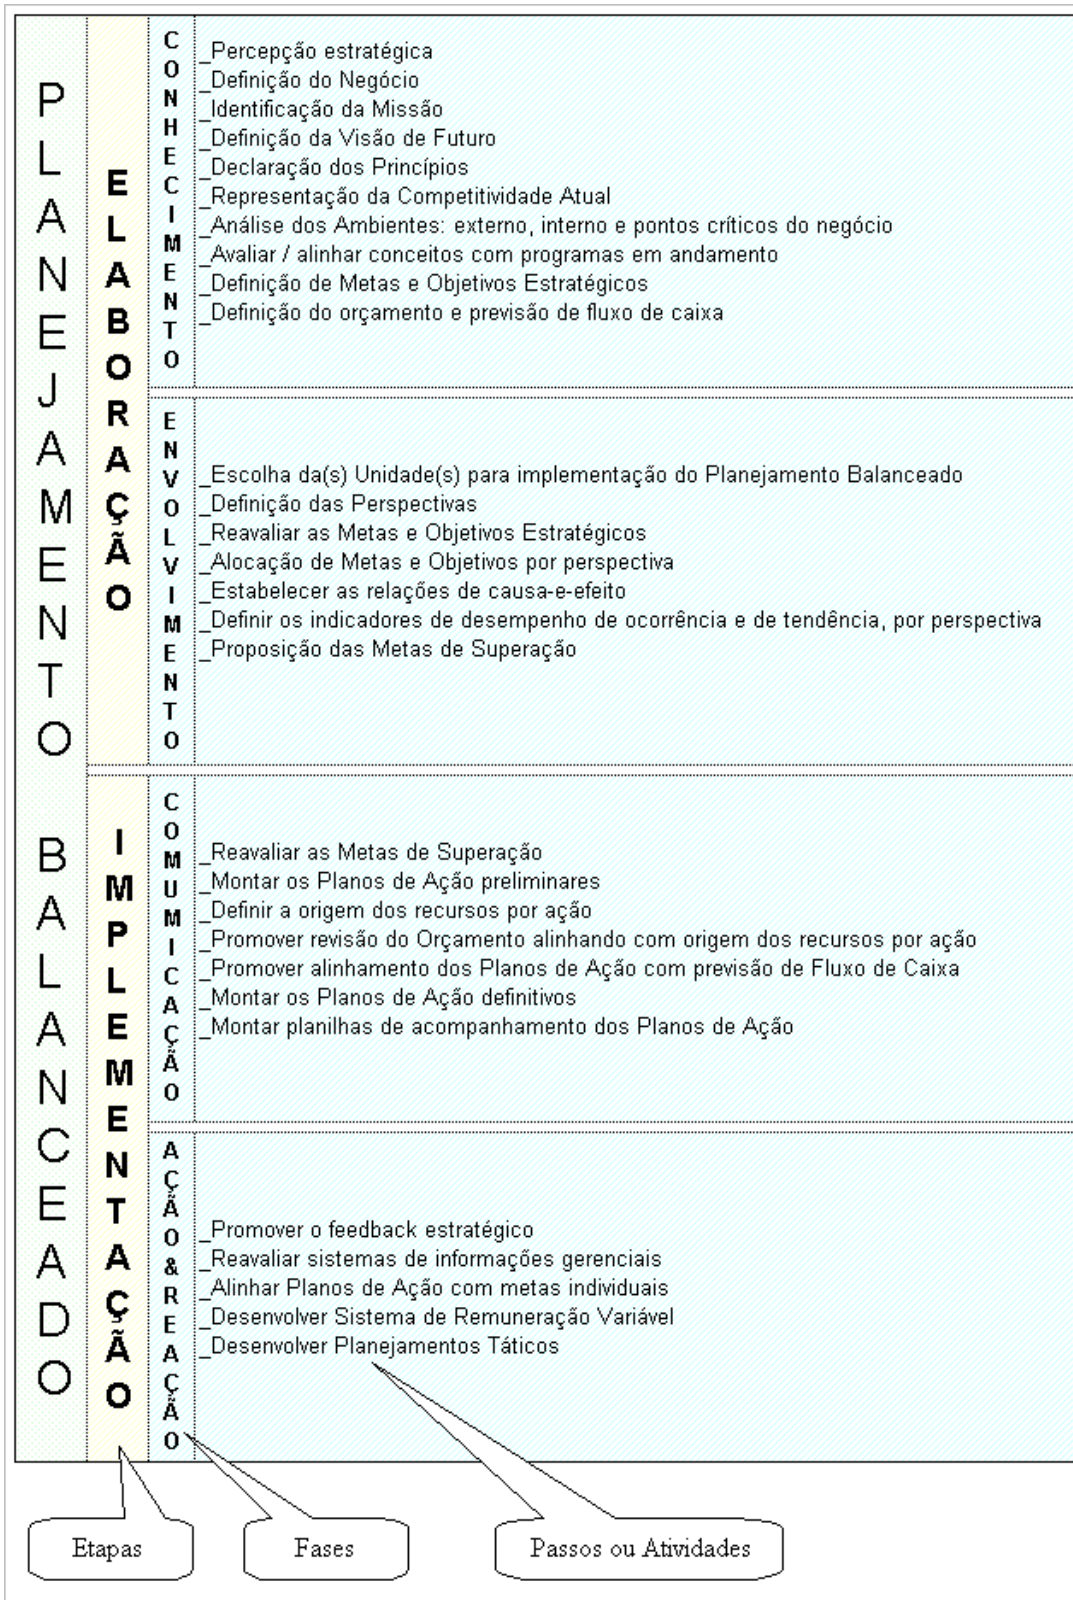 PLANEJAMENTO BALANCEADO
ELABORAÇÃO
CONHECIMENTO
_Percepção estratégica
_Definição do Negócio
_Identificação da Missão
_Definição da Visão de Futuro
_Declaração dos Princípios
_Representação da Competitividade Atual
_Análise dos Ambientes: externo, interno e pontos críticos do negócio
_Avaliar / alinhar conceitos com programas em andamento
_Definição de Metas e Objetivos Estratégicos
_Definição do orçamento e previsão de fluxo de caixa
ENVOLVIMENTO
_Escolha da(s) Unidade(s) para implementação do Planejamento Balanceado
_Definição das Perspectivas
_Reavaliar as Metas e Objetivos Estratégicos
_Alocação de Metas e Objetivos por perspectiva
_Estabelecer as relações de causa-e-efeito
_Definir os indicadores de desempenho de ocorrência e de tendência, por perspectiva
_Proposição das Metas de Superação
IMPLEMENTAÇÃO
COMUMICAÇÃO
_Reavaliar as Metas de Superação
_Montar os Planos de Ação preliminares
_Definir a origem dos recursos por ação
_Promover revisão do Orçamento alinhando com origem dos recursos por ação
_Promover alinhamento dos Planos de Ação com previsão de Fluxo de Caixa
_Montar os Planos de Ação definitivos
_Montar planilhas de acompanhamento dos Planos de Ação
AÇÃO&REAÇÃO
_Promover o feedback estratégico
_Reavaliar sistemas de informações gerenciais
_Alinhar Planos de Ação com metas individuais
_Desenvolver Sistema de Remuneração Variável
_Desenvolver Planejamentos Táticos
Etapas
Fases
Passos ou Atividades